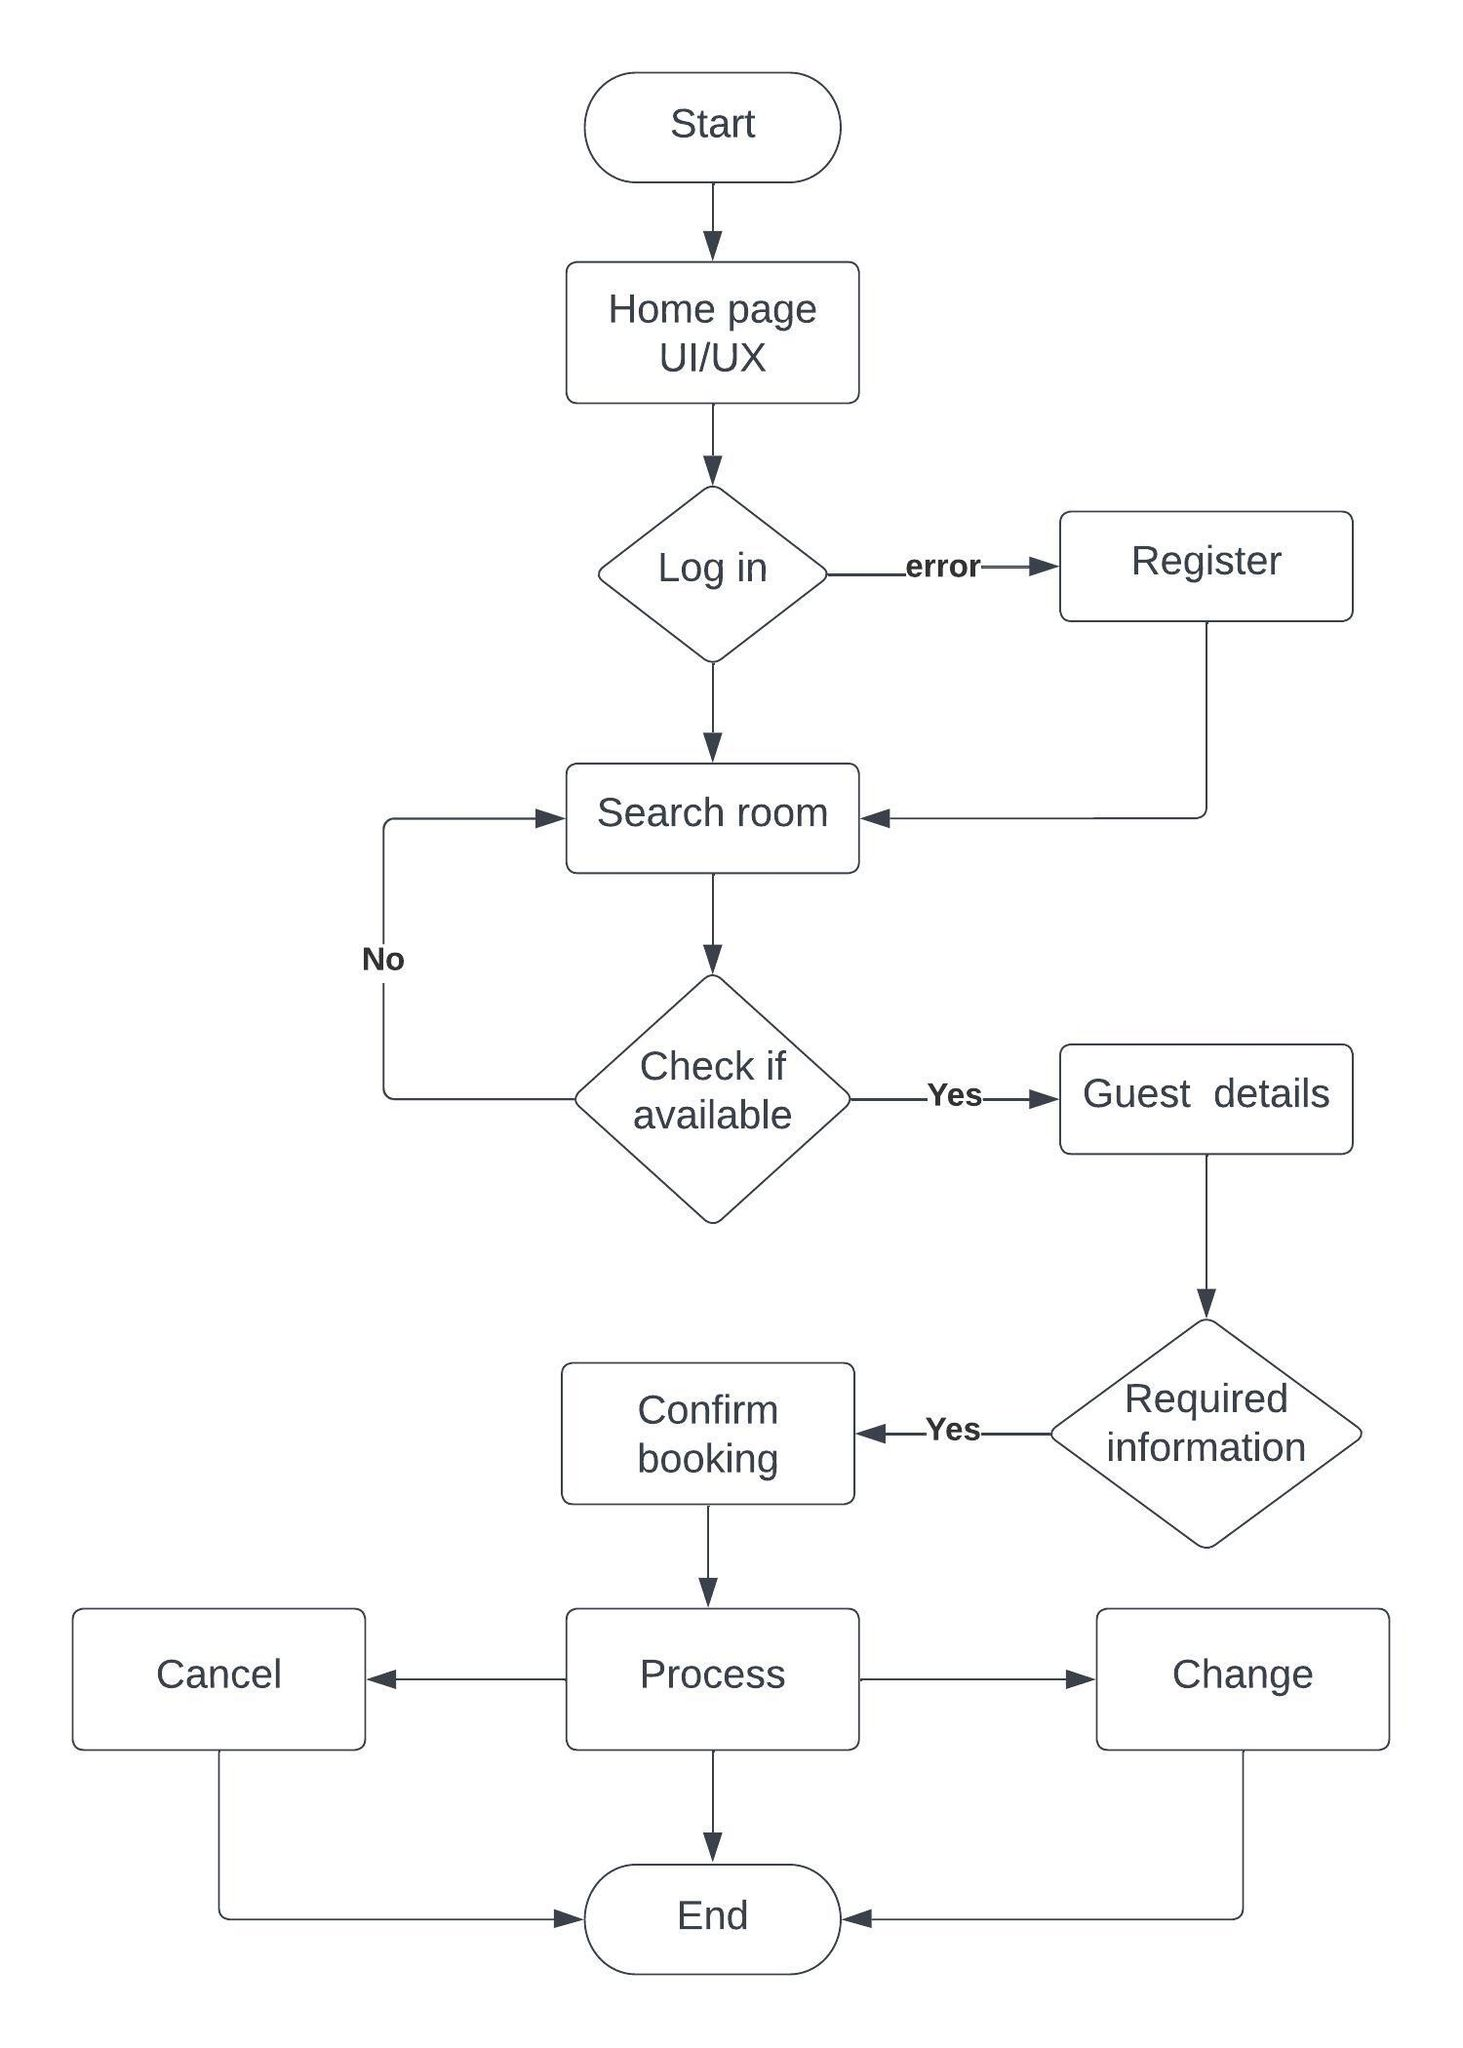 Start
Home page
UI/UX
Log in
error
Register
Search room
No
Check if
available
Yes
Guest  details
Required
information
Yes
Confirm
booking
Cancel
Process
Change
End